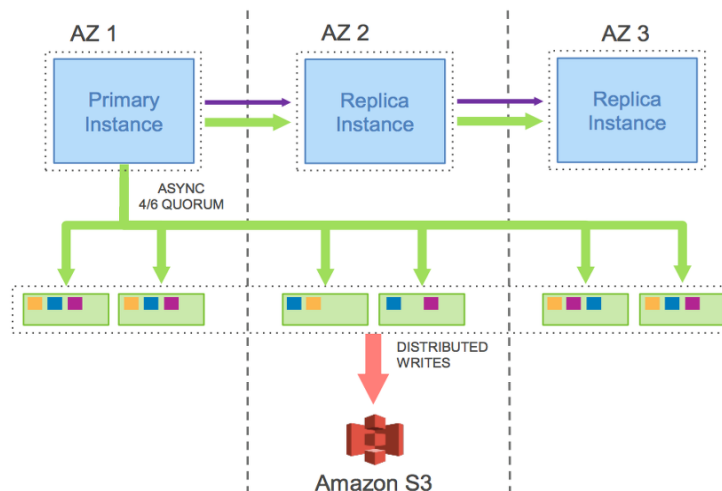 AZ 1
AZ 2
AZ 3
Primary
Instance
Replica
Instance
Replica
Instance
ASYNC
4/6 QUORUM
DISTRIBUTED
WRITES
Amazon S3